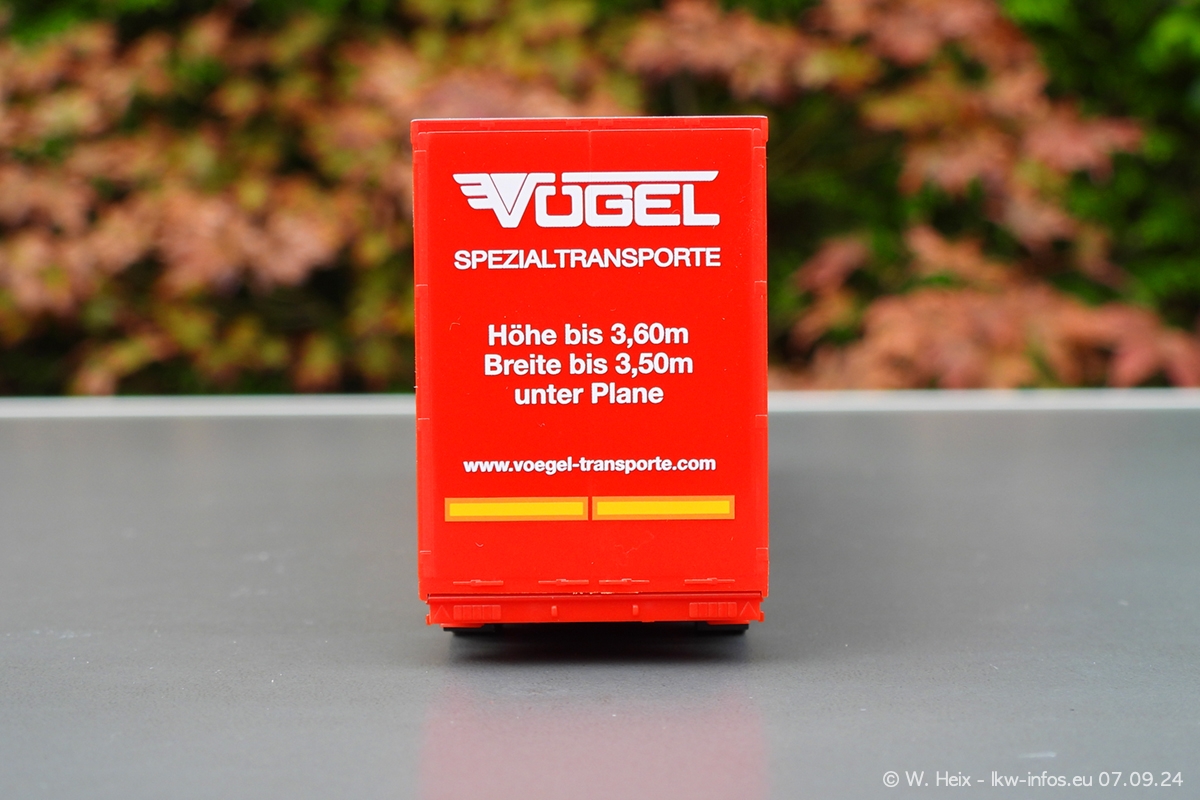 VÖGEL
SPEZIALTRANSPORTE
Höhe bis 3,60m
Breite bis 3,50m
unter Plane
www.voegel-transporte.com
© W. Heix - lkw-infos.eu 07.09.24